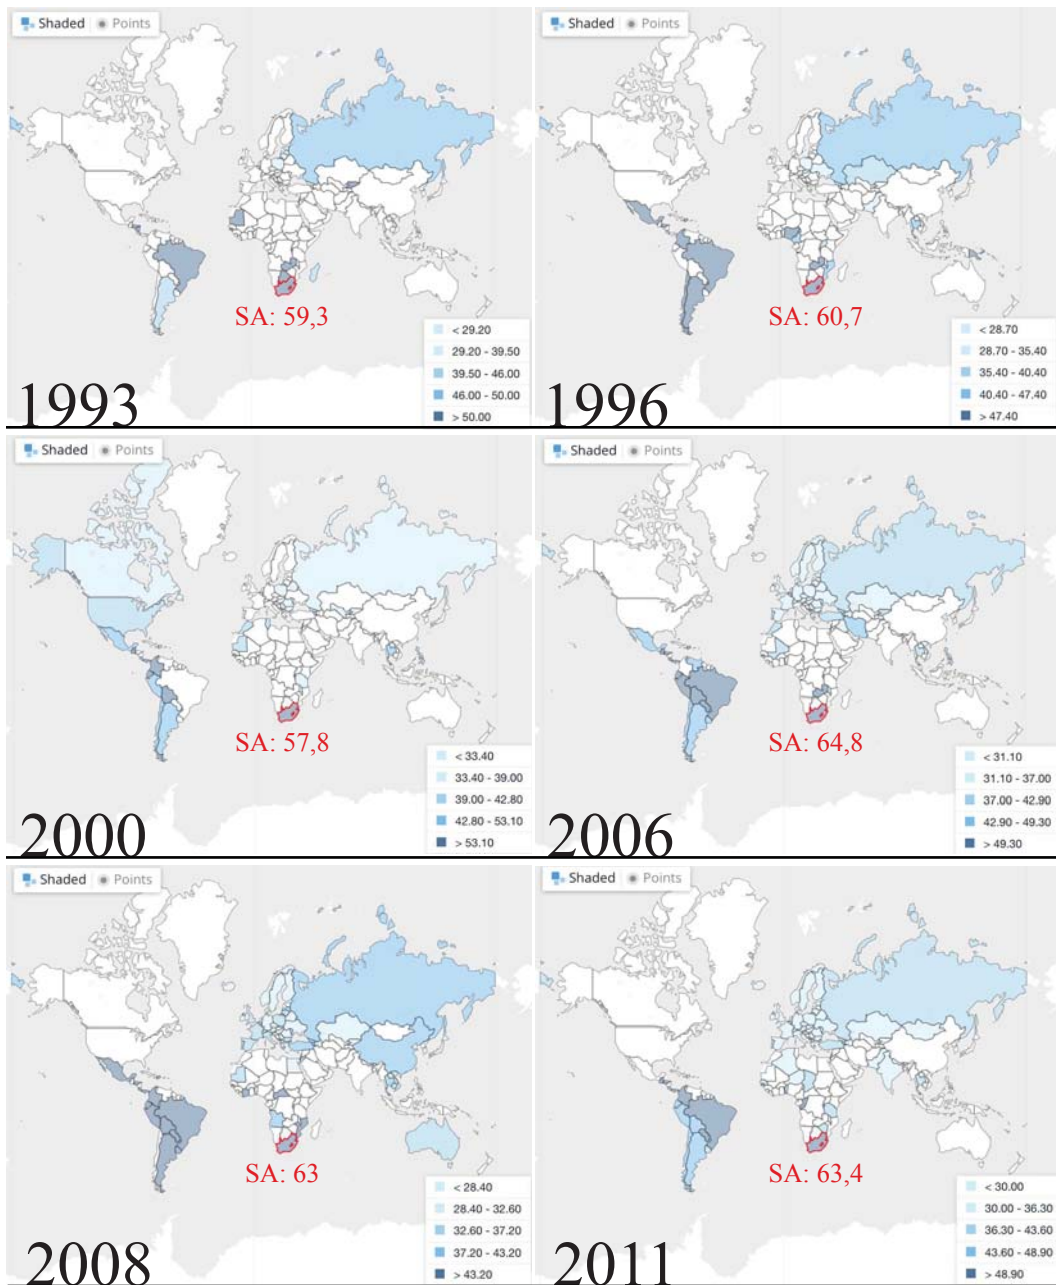 Shaded Points
SA: 59,3
< 29.20
29.20 - 39.50
39.50 - 46.00
46.00 - 50.00
> 50.00
1993
Shaded Points
SA: 60,7
< 28.70
28.70 - 35.40
35.40 - 40.40
40.40 - 47.40
> 47.40
1996
Shaded Points
SA: 57,8
< 33.40
33.40 - 39.00
39.00 - 42.80
42.80 - 53.10
> 53.10
2000
Shaded Points
SA: 64,8
< 31.10
31.10 - 37.00
37.00 - 42.90
42.90 - 49.30
> 49.30
2006
Shaded Points
SA: 63
< 28.40
28.40 - 32.60
32.60 - 37.20
37.20 - 43.20
> 43.20
2008
Shaded Points
SA: 63,4
< 30.00
30.00 - 36.30
36.30 - 43.60
43.60 - 48.90
> 48.90
2011